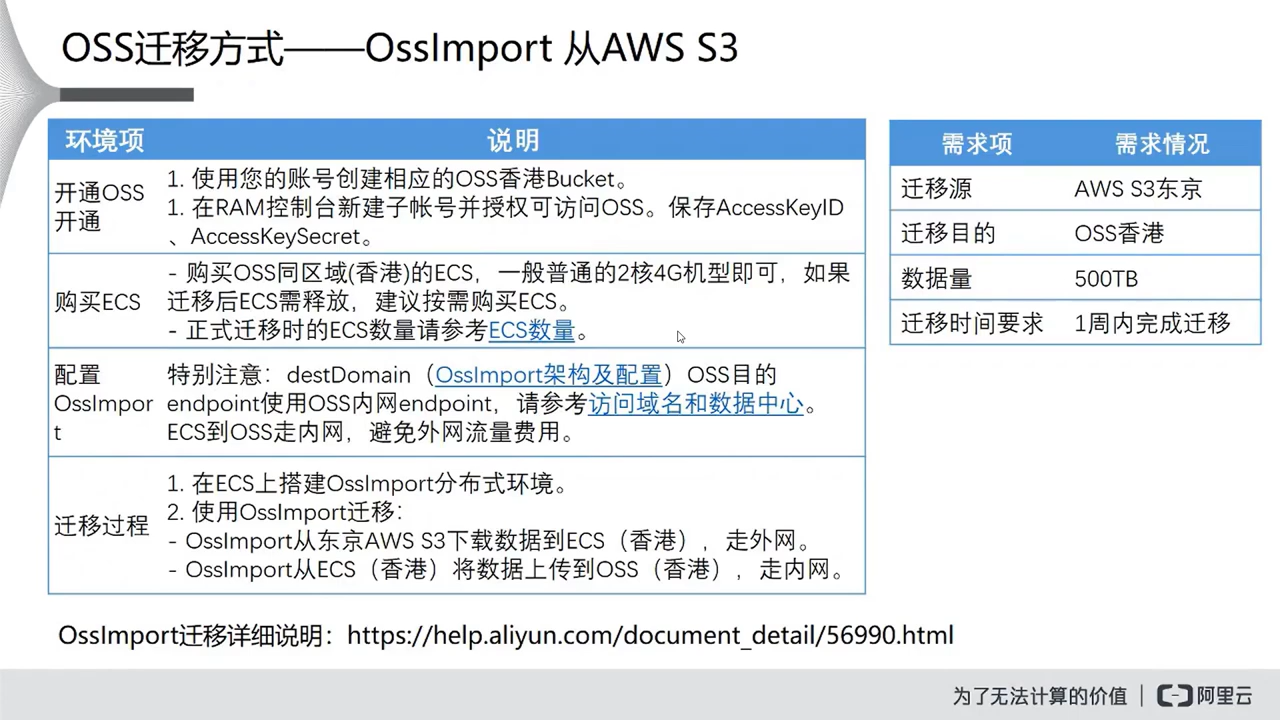 OSS迁移方式——OssImport 从AWS S3
环境项 说明
开通OSS
开通
1. 使用您的账号创建相应的OSS香港Bucket。
1. 在RAM控制台新建子帐号并授权可访问OSS。保存AccessKeyID
、AccessKeySecret。
购买ECS
- 购买OSS同区域(香港)的ECS，一般普通的2核4G机型即可，如果
迁移后ECS需释放，建议按需购买ECS。
- 正式迁移时的ECS数量请参考ECS数量。
配置
OssImpor
t
特别注意：destDomain（OssImport架构及配置）OSS目的
endpoint使用OSS内网endpoint，请参考访问域名和数据中心。
ECS到OSS走内网，避免外网流量费用。
迁移过程
1. 在ECS上搭建OssImport分布式环境。
2. 使用OssImport迁移：
- OssImport从东京AWS S3下载数据到ECS（香港），走外网。
- OssImport从ECS（香港）将数据上传到OSS（香港），走内网。
需求项 需求情况
迁移源 AWS S3东京
迁移目的 OSS香港
数据量 500TB
迁移时间要求 1周内完成迁移
OssImport迁移详细说明：https://help.aliyun.com/document_detail/56990.html
为了无法计算的价值 | 阿里云